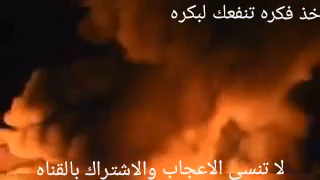 خذ فكره تنفعك لبكره
لا تنسى الاعجاب والاشتراك بالقناه